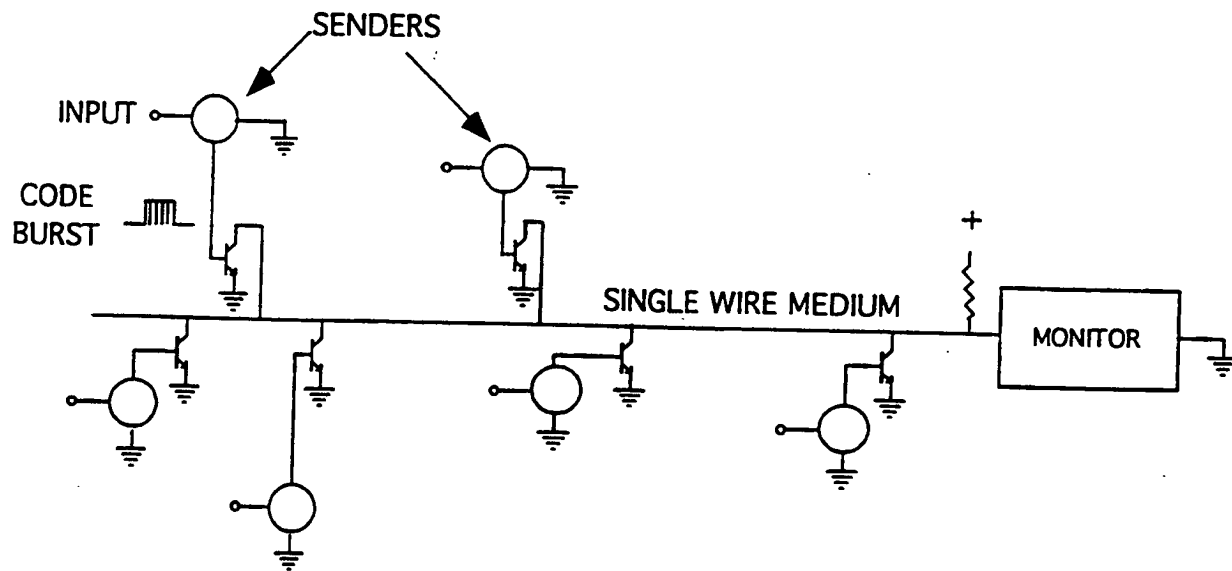 SENDERS
INPUT
CODE
BURST
+
SINGLE WIRE MEDIUM
MONITOR